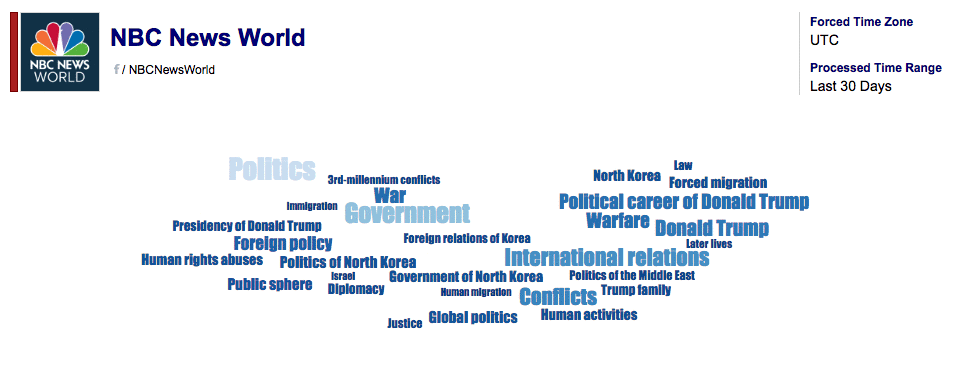 NBC NEWS
WORLD
NBC News World
f / NBCNewsWorld
Forced Time Zone
UTC
Processed Time Range
Last 30 Days
Politics
3rd-millennium conflicts
War
Immigration
Government
Presidency of Donald Trump
Foreign policy
Foreign relations of Korea
Human rights abuses
Politics of North Korea
Israel
Government of North Korea
Public sphere
Diplomacy
Human migration
Justice
Global politics
Law
North Korea
Forced migration
Political career of Donald Trump
Warfare
Donald Trump
Later lives
International relations
Politics of the Middle East
Conflicts
Trump family
Human activities